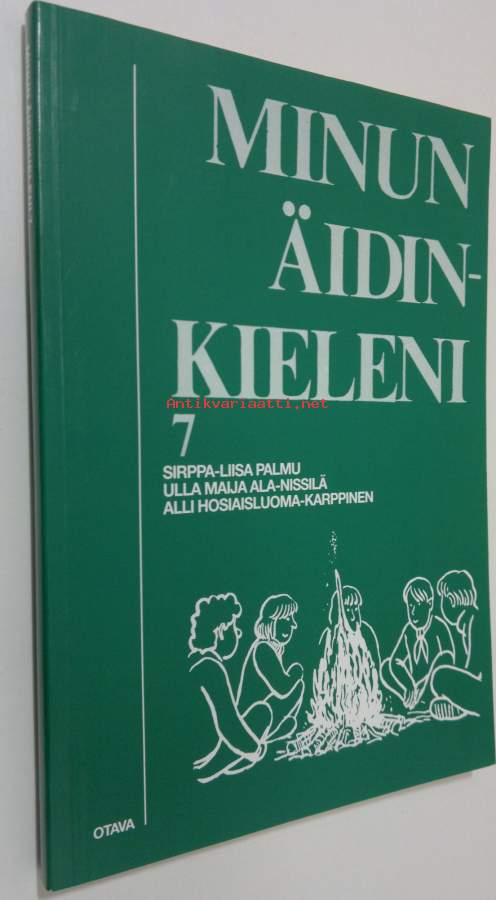 MINUN
ÄIDIN-
KIELENI
Antikvariaatti.net
7
SIRPPA-LIISA PALMU
ULLA MAIJA ALA-NISSILÄ
ALLI HOSIAISLUOMA-KARPPINEN
OTAVA